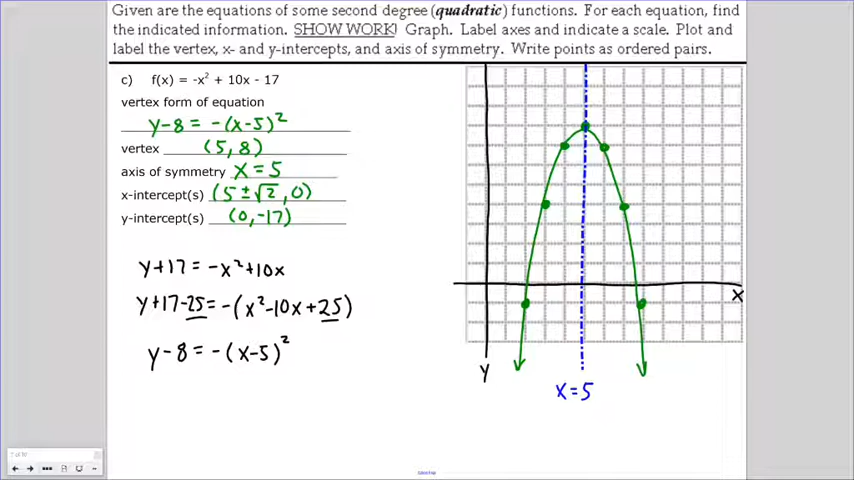 Given are the equations of some second degree (quadratic) functions. For each equation, find
the indicated information. SHOW WORK! Graph. Label axes and indicate a scale. Plot and
label the vertex, x- and y-intercepts, and axis of symmetry. Write points as ordered pairs.
c) f(x) = -x² + 10x - 17
vertex form of equation
y-8 = -(x-5)²
vertex (5, 8)
axis of symmetry x = 5
x-intercept(s) (5 ± √2, 0)
y-intercept(s) (0, -17)
y+17 = -x²+10x
y+17-25 = -(x²-10x+25)
y-8 = -(x-5)²
x
y
x=5